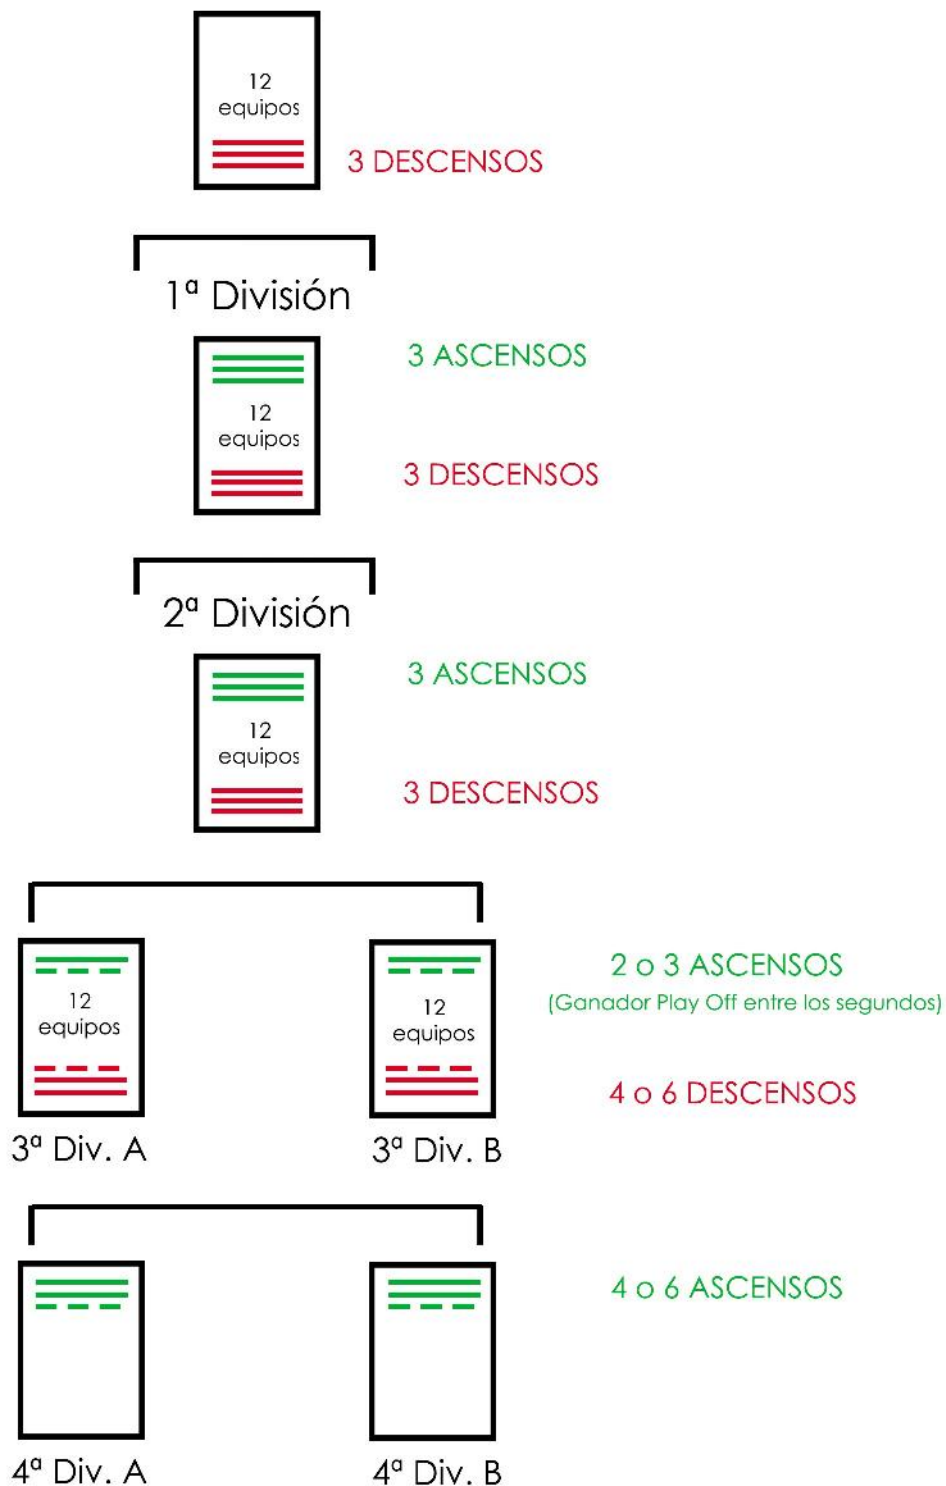 12
equipos
3 DESCENSOS
1ª División
3 ASCENSOS
12
equipos
3 DESCENSOS
2ª División
3 ASCENSOS
12
equipos
3 DESCENSOS
12
equipos
12
equipos
2 o 3 ASCENSOS
(Ganador Play Off entre los segundos)
4 o 6 DESCENSOS
3ª Div. A
3ª Div. B
4 o 6 ASCENSOS
4ª Div. A
4ª Div. B